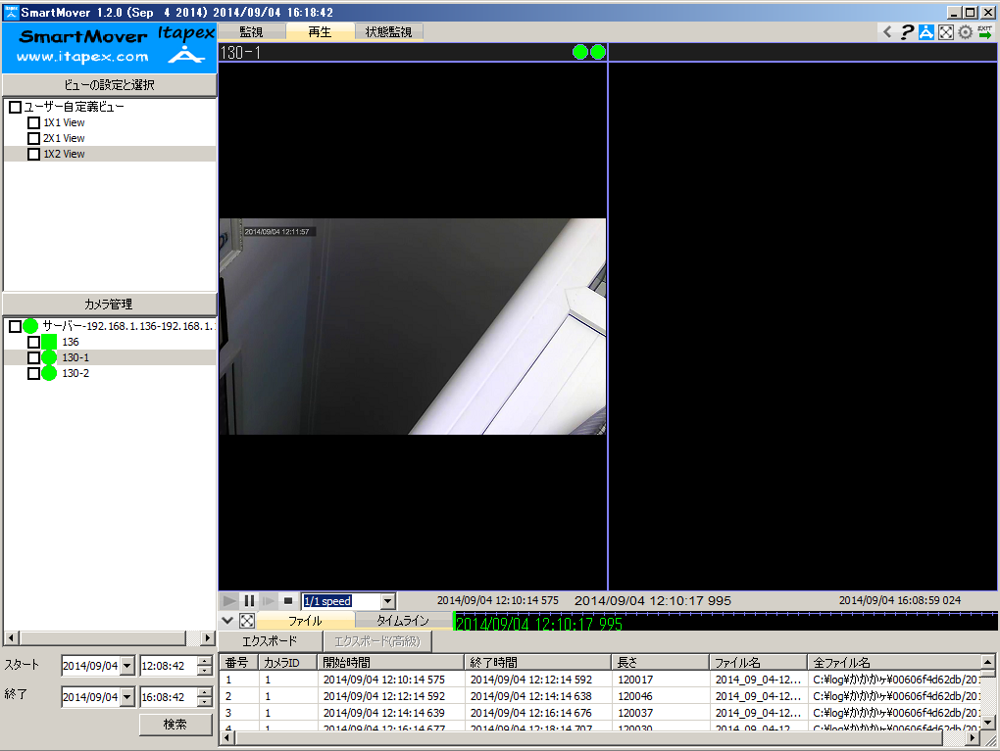 SmartMover 1.2.0 (Sep  4 2014) 2014/09/04 16:18:42
SmartMover Itapex
www.itapex.com
監視 再生 状態監視
EXIT
ビューの設定と選択
130-1
ユーザー自定義ビュー
1X1 View
2X1 View
1X2 View
2014/09/04 12:11:57
カメラ管理
サーバー-192.168.1.136-192.168.1.
136
130-1
130-2
1/1 speed 2014/09/04 12:10:14 575 2014/09/04 12:10:17 995 2014/09/04 16:08:59 024
ファイル タイムライン 2014/09/04 12:10:17 995
エクスポード エクスポード(高級)
スタート 2014/09/04 12:08:42
終了 2014/09/04 16:08:42
検索
番号 カメラID 開始時間 終了時間 長さ ファイル名 全ファイル名
1 1 2014/09/04 12:10:14 575 2014/09/04 12:12:14 592 120017 2014_09_04-12... C:¥log¥かかかヶ¥00606f4d62db/201
2 1 2014/09/04 12:12:14 592 2014/09/04 12:14:14 638 120046 2014_09_04-12... C:¥log¥かかかヶ¥00606f4d62db/201
3 1 2014/09/04 12:14:14 639 2014/09/04 12:16:14 676 120037 2014_09_04-12... C:¥log¥かかかヶ¥00606f4d62db/201
4 1 2014/09/04 12:16:14 677 2014/09/04 12:18:14 707 120030 2014_09_04-12... C:¥log¥かかかヶ¥00606f4d62db/201